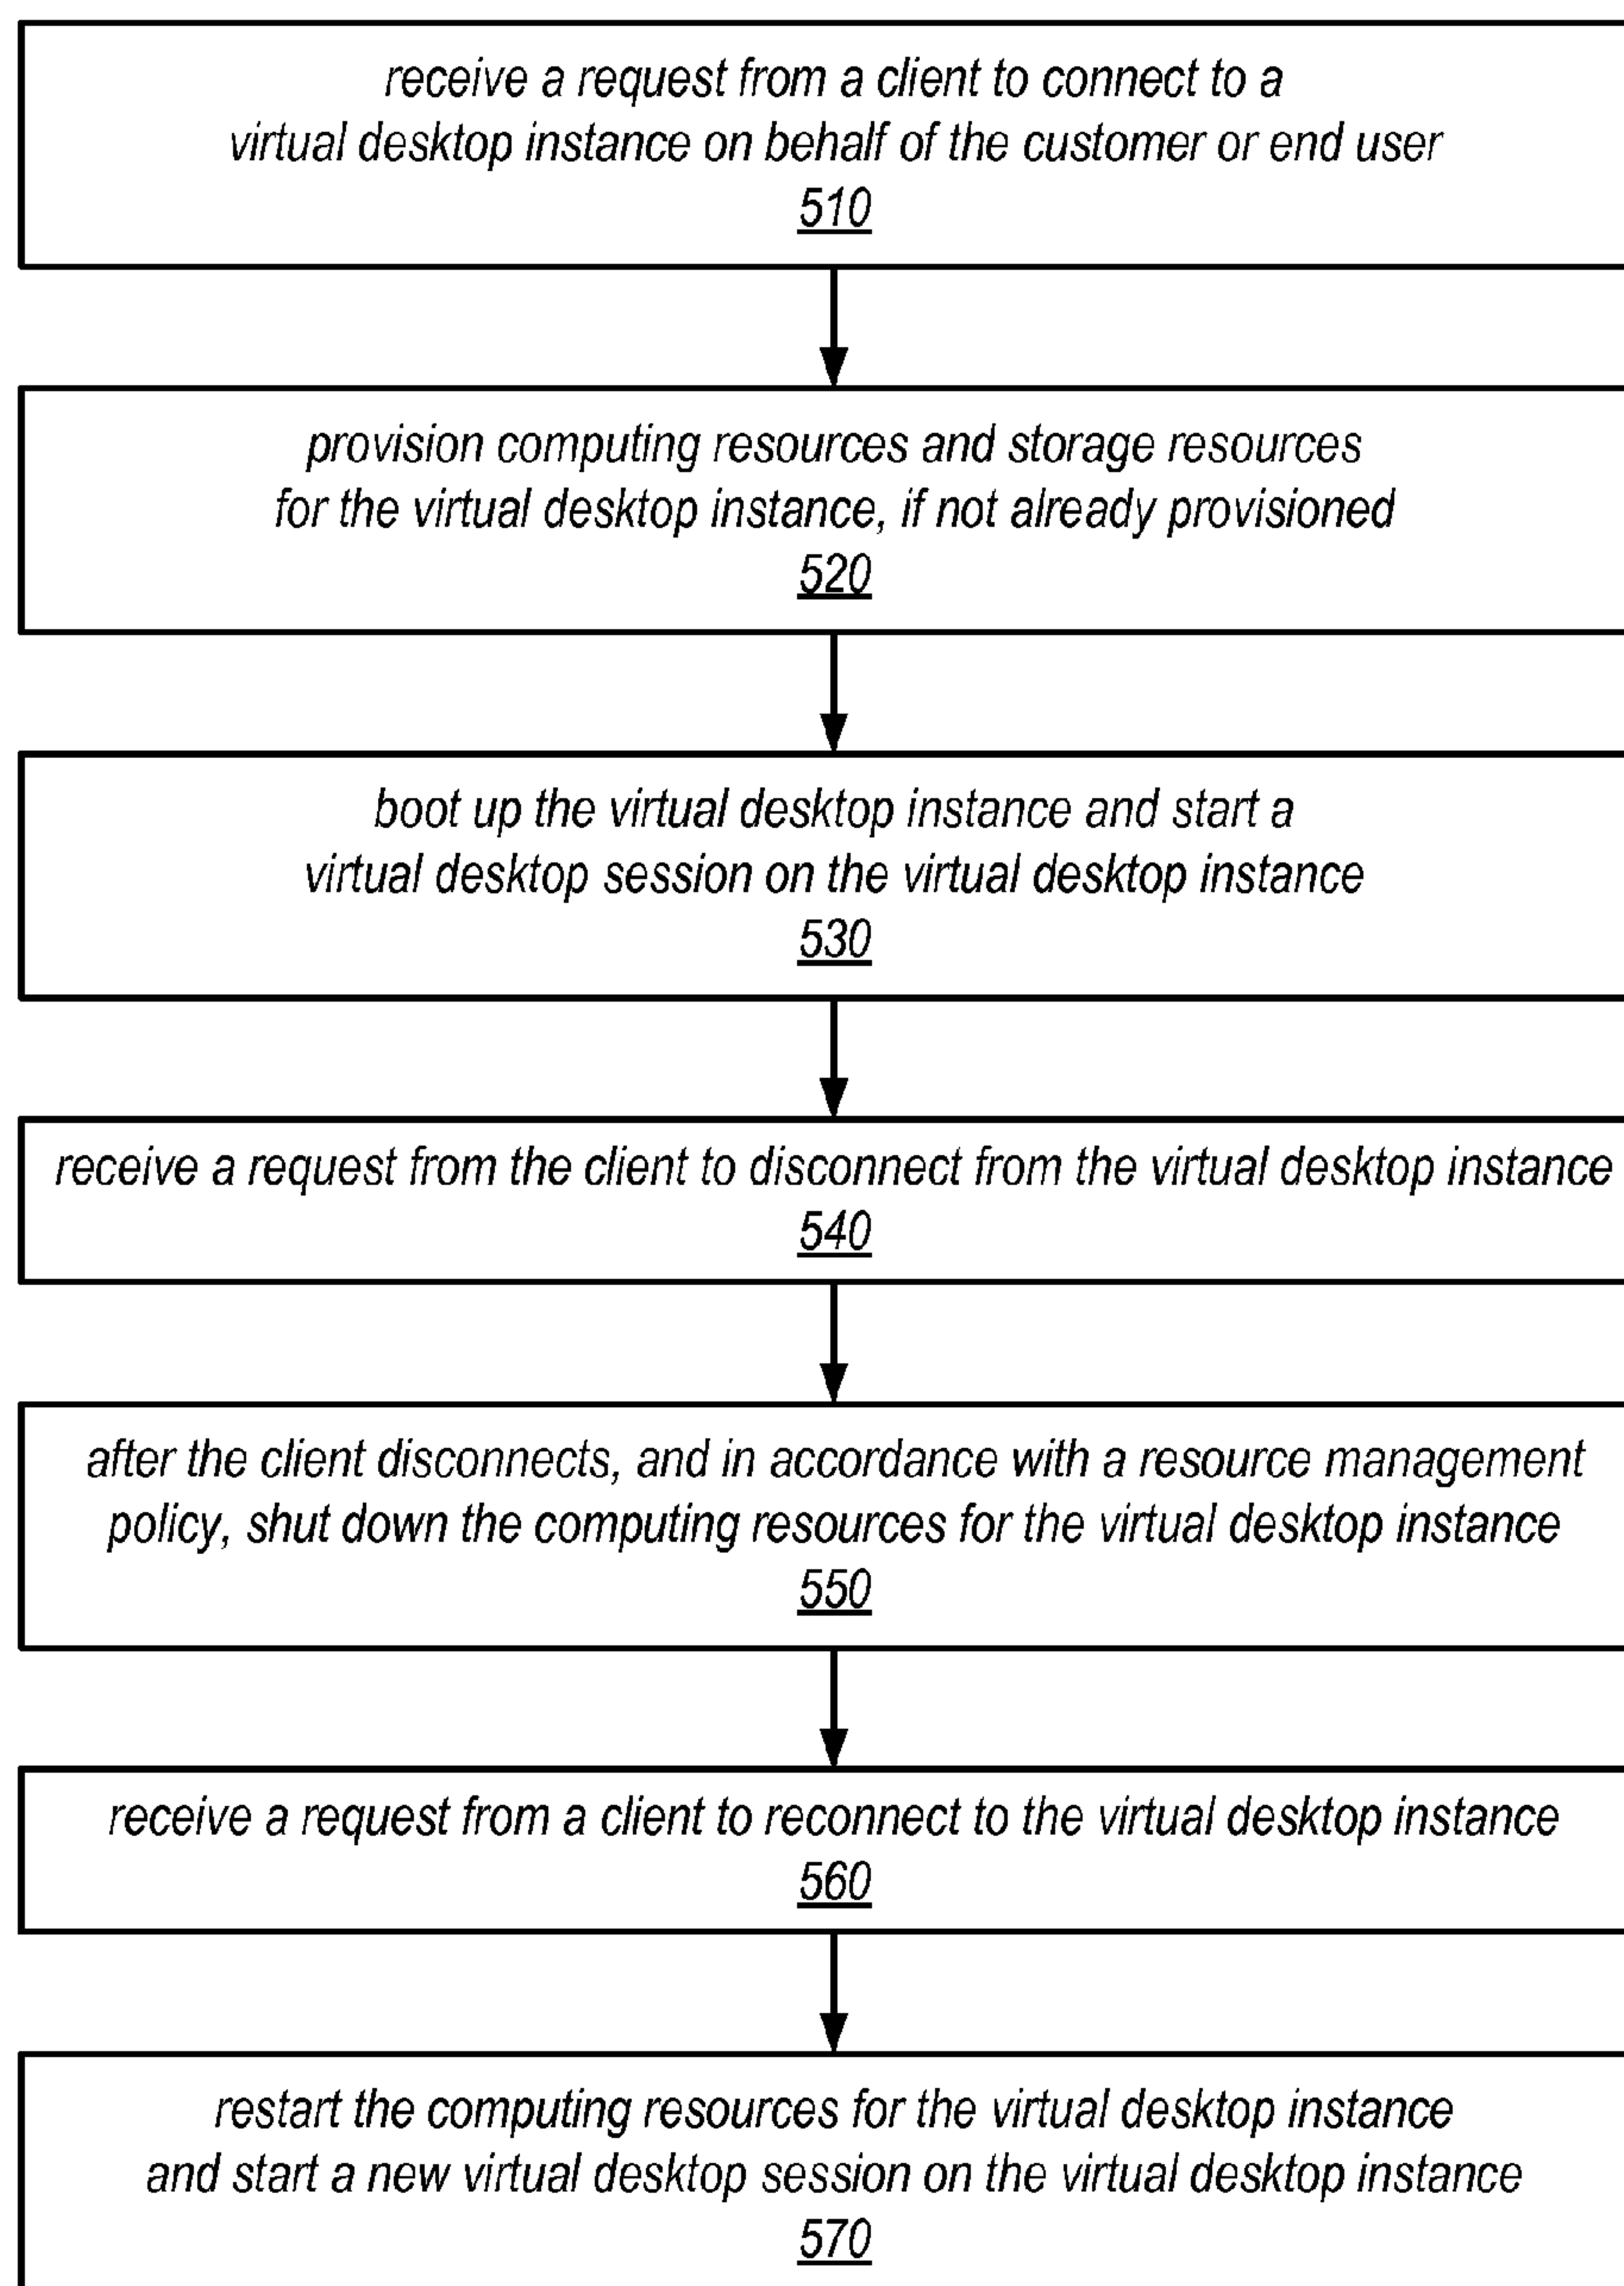 receive a request from a client to connect to a
virtual desktop instance on behalf of the customer or end user
510
provision computing resources and storage resources
for the virtual desktop instance, if not already provisioned
520
boot up the virtual desktop instance and start a
virtual desktop session on the virtual desktop instance
530
receive a request from the client to disconnect from the virtual desktop instance
540
after the client disconnects, and in accordance with a resource management
policy, shut down the computing resources for the virtual desktop instance
550
receive a request from a client to reconnect to the virtual desktop instance
560
restart the computing resources for the virtual desktop instance
and start a new virtual desktop session on the virtual desktop instance
570